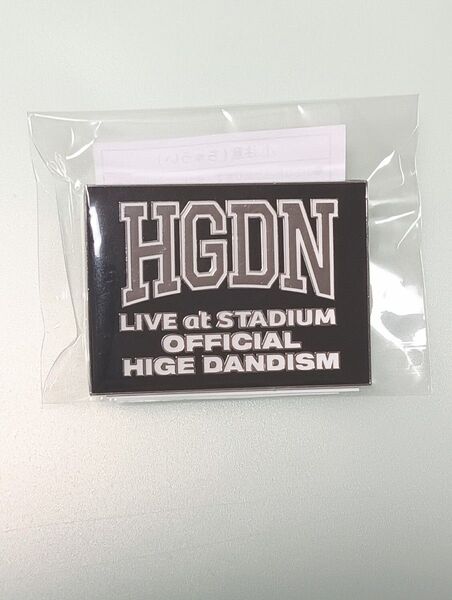 HGDN
LIVE at STADIUM
OFFICIAL
HIGE DANDISM